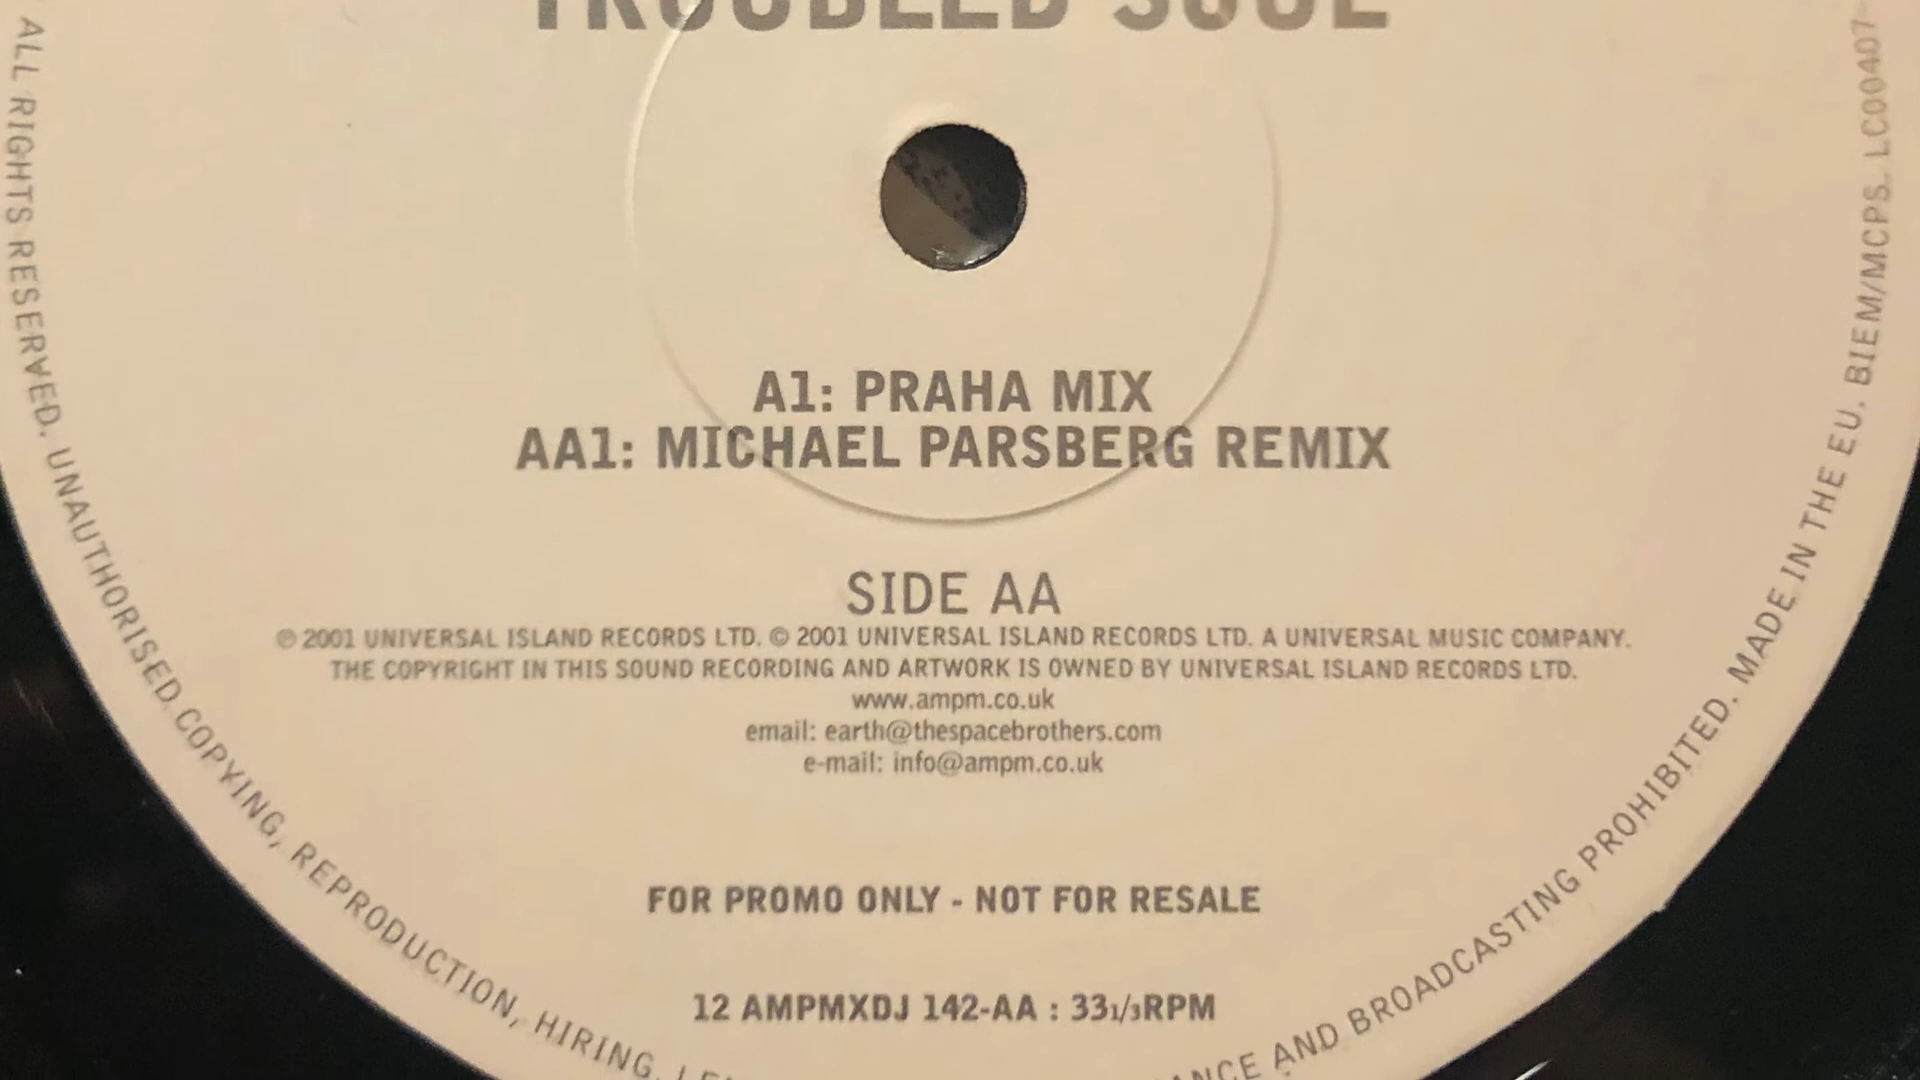 TROUBLED SOUL
A1: PRAHA MIX
AA1: MICHAEL PARSBERG REMIX
SIDE AA
℗ 2001 UNIVERSAL ISLAND RECORDS LTD. © 2001 UNIVERSAL ISLAND RECORDS LTD. A UNIVERSAL MUSIC COMPANY.
THE COPYRIGHT IN THIS SOUND RECORDING AND ARTWORK IS OWNED BY UNIVERSAL ISLAND RECORDS LTD.
www.ampm.co.uk
email: earth@thespacebrothers.com
e-mail: info@ampm.co.uk
FOR PROMO ONLY - NOT FOR RESALE
12 AMPMXDJ 142-AA : 331/3RPM
ALL RIGHTS RESERVED. UNAUTHORISED COPYING, REPRODUCTION, HIRING,
AND BROADCASTING PROHIBITED. MADE IN THE EU. BIEM/MCPS. LC00407